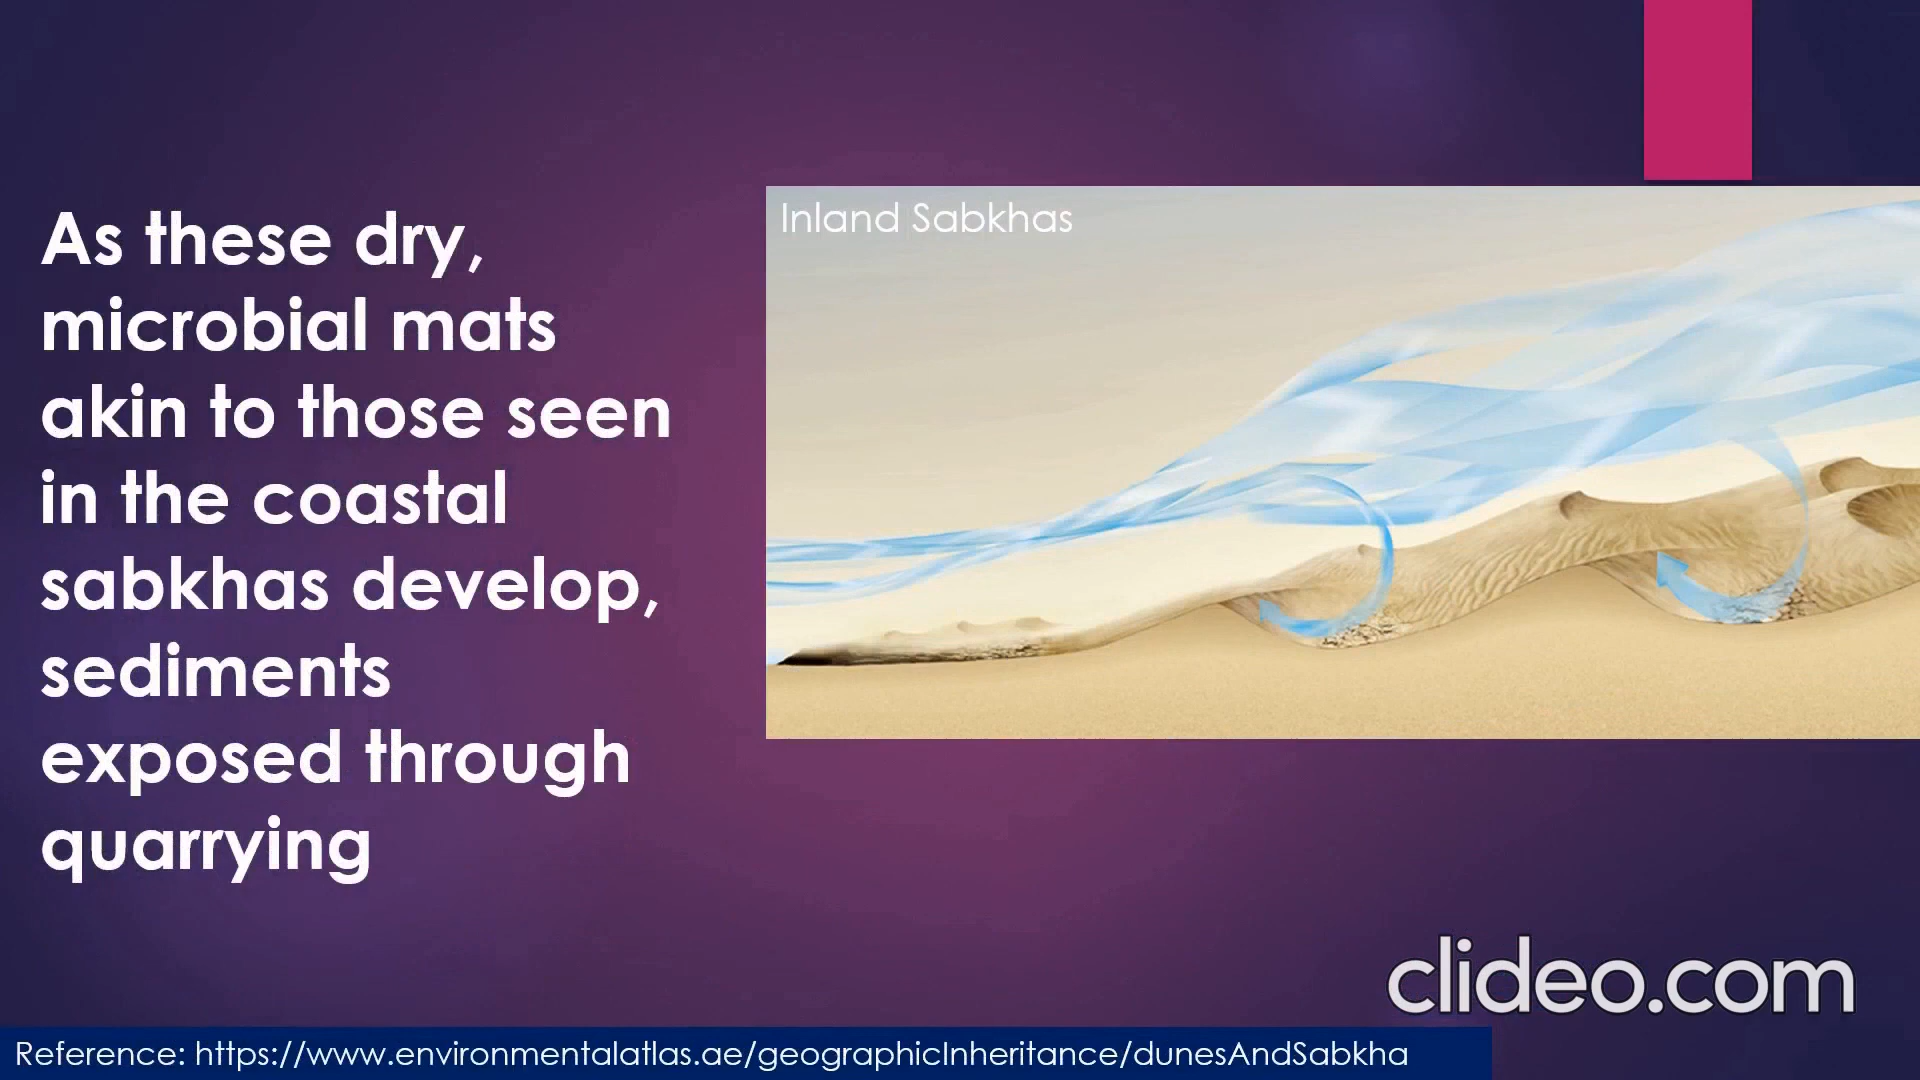 As these dry,
microbial mats
akin to those seen
in the coastal
sabkhas develop,
sediments
exposed through
quarrying
Inland Sabkhas
clideo.com
Reference: https://www.environmentalatlas.ae/geographicInheritance/dunesAndSabkha